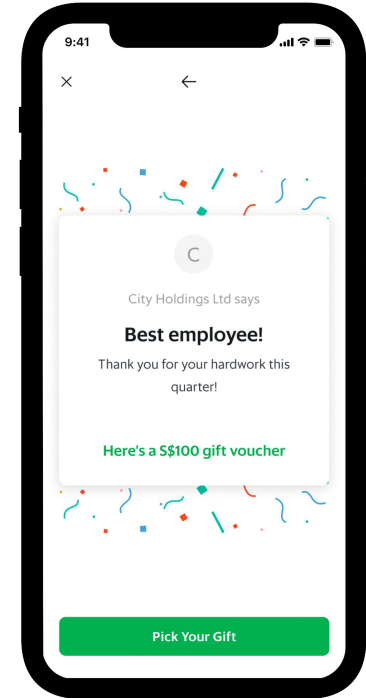 9:41
C
City Holdings Ltd says
Best employee!
Thank you for your hardwork this
quarter!
Here's a S$100 gift voucher
Pick Your Gift